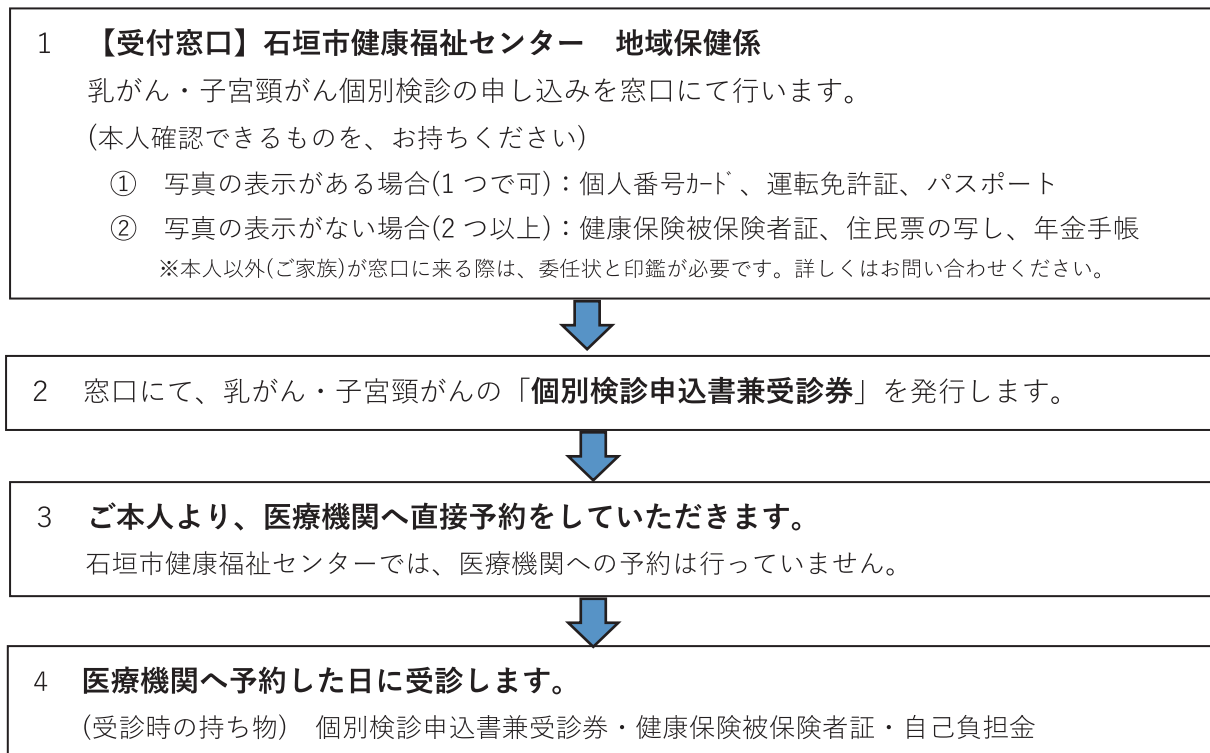 1　【受付窓口】石垣市健康福祉センター　地域保健係
乳がん・子宮頸がん個別検診の申し込みを窓口にて行います。
(本人確認できるものを、お持ちください)
①　写真の表示がある場合(1つで可)：個人番号ｶｰﾄﾞ、運転免許証、パスポート
②　写真の表示がない場合(2つ以上)：健康保険被保険者証、住民票の写し、年金手帳
※本人以外(ご家族)が窓口に来る際は、委任状と印鑑が必要です。詳しくはお問い合わせください。
2　窓口にて、乳がん・子宮頸がんの「個別検診申込書兼受診券」を発行します。
3　ご本人より、医療機関へ直接予約をしていただきます。
石垣市健康福祉センターでは、医療機関への予約は行っていません。
4　医療機関へ予約した日に受診します。
(受診時の持ち物)　個別検診申込書兼受診券・健康保険被保険者証・自己負担金